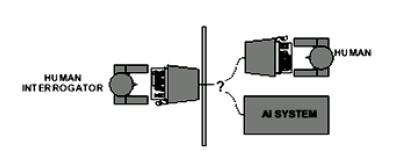 HUMAN
HUMAN
INTERROGATOR
?
AI SYSTEM